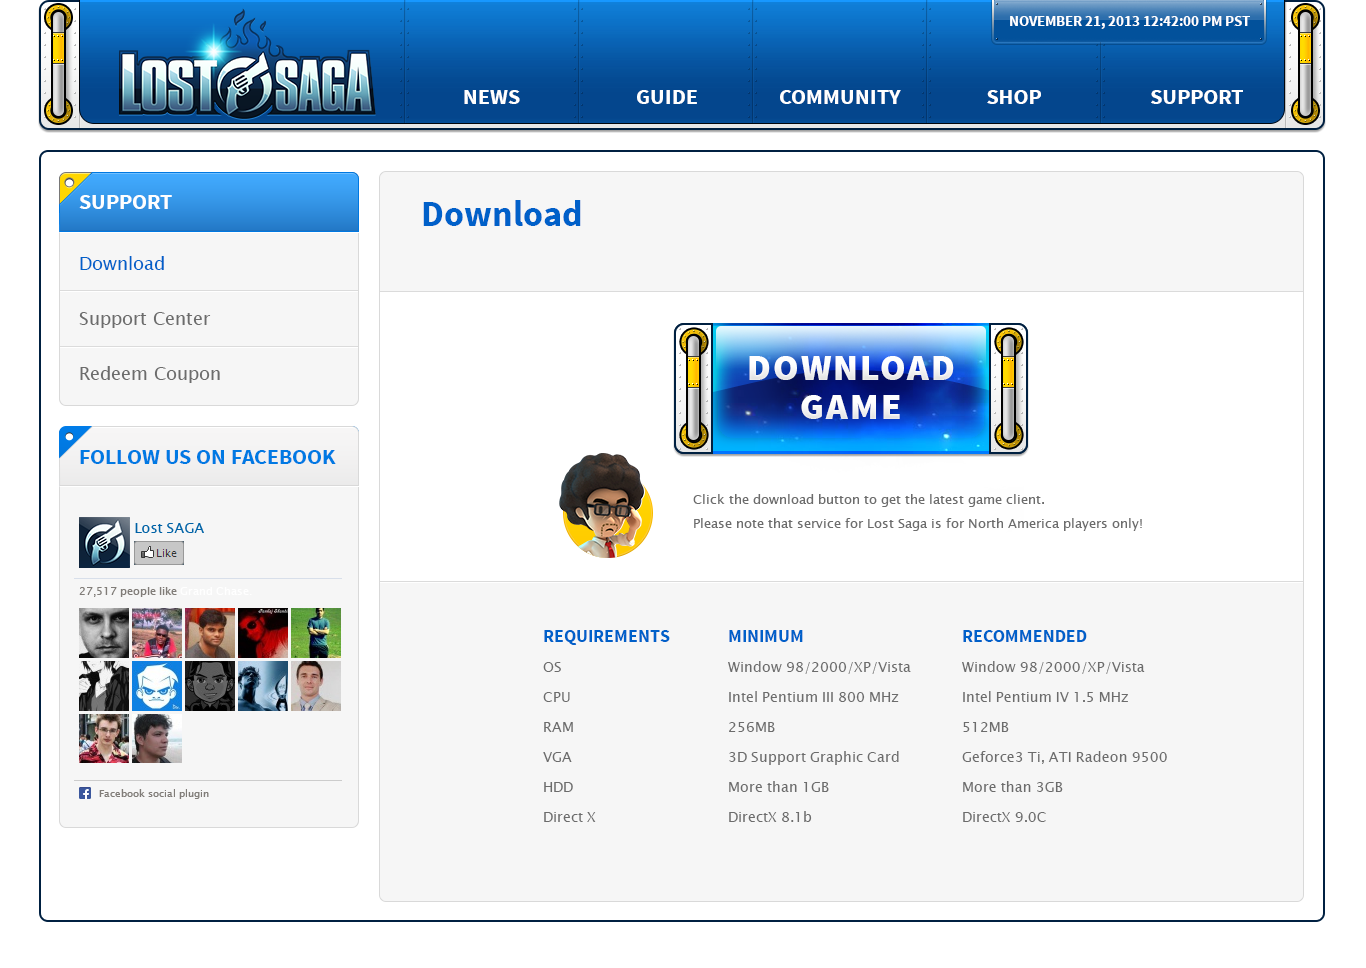 NOVEMBER 21, 2013 12:42:00 PM PST
LOST SAGA
NEWS GUIDE COMMUNITY SHOP SUPPORT
SUPPORT
Download
Support Center
Redeem Coupon
FOLLOW US ON FACEBOOK
Lost SAGA
Like
27,517 people like Grand Chase
Facebook social plugin
Download
DOWNLOAD
GAME
Click the download button to get the latest game client.
Please note that service for Lost Saga is for North America players only!
REQUIREMENTS MINIMUM RECOMMENDED
OS Window 98/2000/XP/Vista Window 98/2000/XP/Vista
CPU Intel Pentium III 800 MHz Intel Pentium IV 1.5 MHz
RAM 256MB 512MB
VGA 3D Support Graphic Card Geforce3 Ti, ATI Radeon 9500
HDD More than 1GB More than 3GB
Direct X DirectX 8.1b DirectX 9.0C